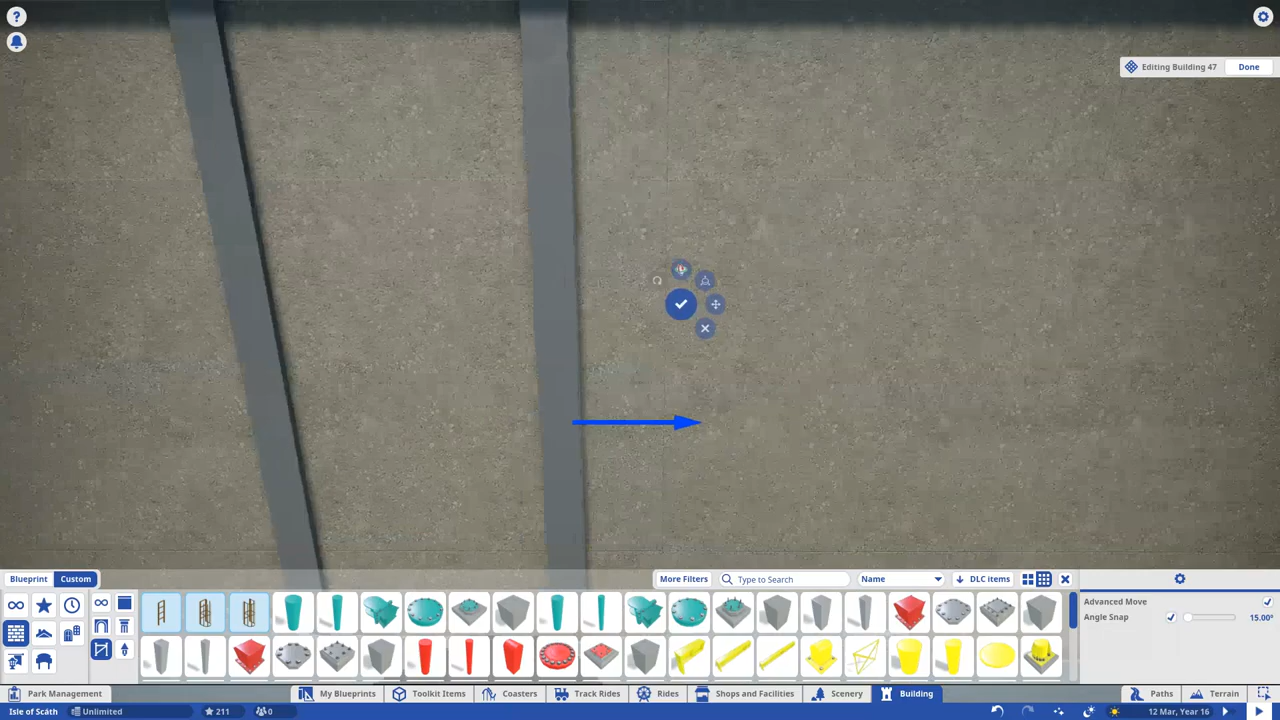 ?
Editing Building 47
Done
Blueprint
Custom
More Filters
Type to Search
Name
DLC items
Advanced Move
Angle Snap
15.00°
Park Management
My Blueprints
Toolkit Items
Coasters
Track Rides
Rides
Shops and Facilities
Scenery
Building
Paths
Terrain
Isle of Scáth
Unlimited
211
0
12 Mar, Year 16